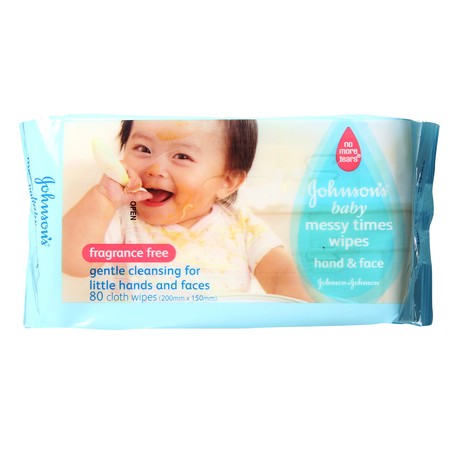 Johnson's
no
more
tears®
Johnson's
baby
messy times
wipes
hand & face
Johnson & Johnson
OPEN
fragrance free
gentle cleansing for
little hands and faces
80 cloth wipes (200mm x 150mm)